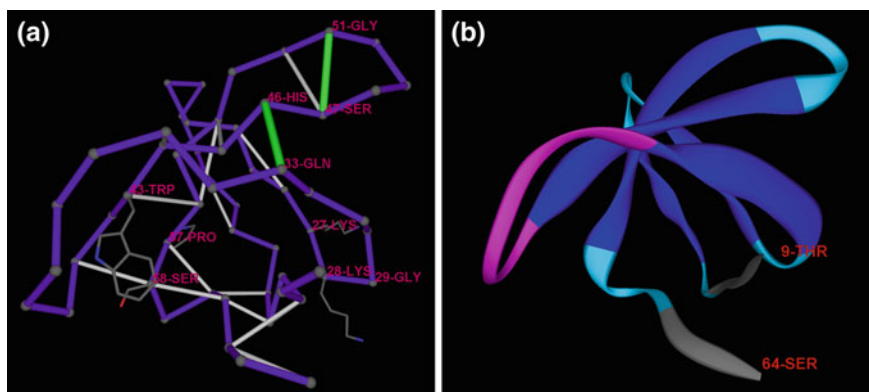 (a)
51-GLY
46-HIS
47-SER
33-GLN
43-TRP
27-LYS
57-PRO
58-SER
28-LYS
29-GLY
(b)
9-THR
64-SER